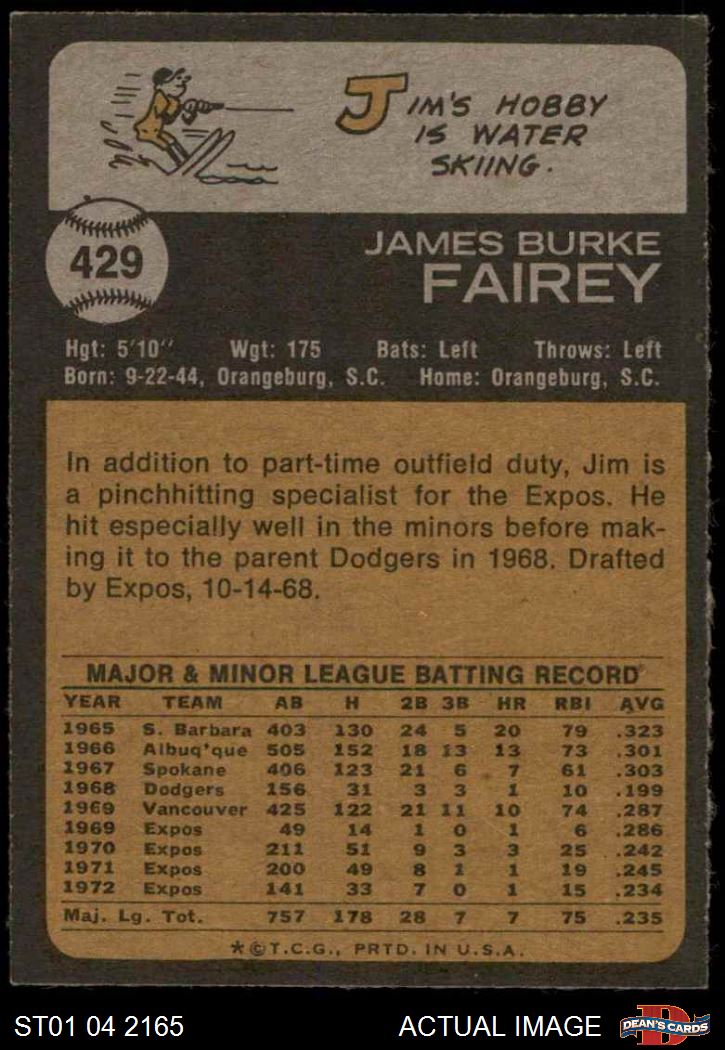 JIM'S HOBBY
IS WATER
SKIING.
429
JAMES BURKE
FAIREY
Hgt: 5'10'' Wgt: 175 Bats: Left Throws: Left
Born: 9-22-44, Orangeburg, S.C. Home: Orangeburg, S.C.
In addition to part-time outfield duty, Jim is
a pinchhitting specialist for the Expos. He
hit especially well in the minors before mak-
ing it to the parent Dodgers in 1968. Drafted
by Expos, 10-14-68.
MAJOR & MINOR LEAGUE BATTING RECORD
YEAR TEAM AB H 2B 3B HR RBI AVG
1965 S. Barbara 403 130 24 5 20 79 .323
1966 Albuq'que 505 152 18 13 13 73 .301
1967 Spokane 406 123 21 6 7 61 .303
1968 Dodgers 156 31 3 3 1 10 .199
1969 Vancouver 425 122 21 11 10 74 .287
1969 Expos 49 14 1 0 1 6 .286
1970 Expos 211 51 9 3 3 25 .242
1971 Expos 200 49 8 1 1 19 .245
1972 Expos 141 33 7 0 1 15 .234
Maj. Lg. Tot. 757 178 28 7 7 75 .235
*©T.C.G., PRTD. IN U.S.A.
ST01 04 2165 ACTUAL IMAGE D DEAN'S CARDS